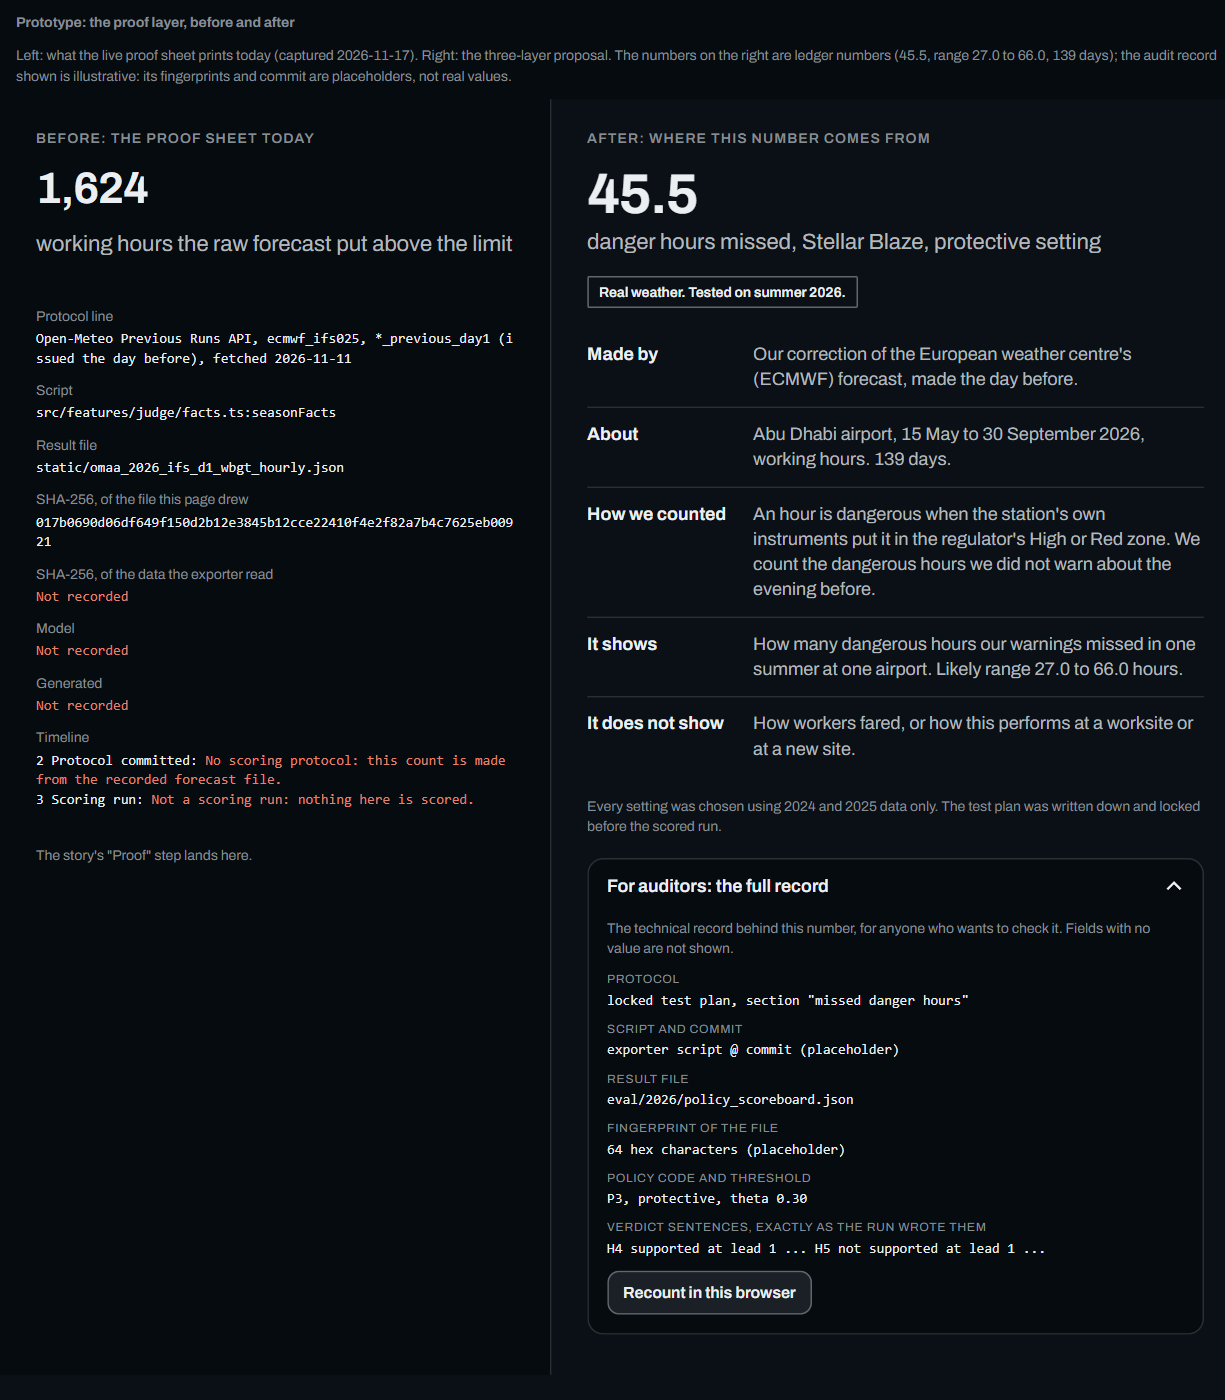 Prototype: the proof layer, before and after
Left: what the live proof sheet prints today (captured 2026-11-17). Right: the three-layer proposal. The numbers on the right are ledger numbers (45.5, range 27.0 to 66.0, 139 days); the audit record
shown is illustrative: its fingerprints and commit are placeholders, not real values.
BEFORE: THE PROOF SHEET TODAY
1,624
working hours the raw forecast put above the limit
Protocol line
Open-Meteo Previous Runs API, ecmwf_ifs025, *_previous_day1 (i
ssued the day before), fetched 2026-11-11
Script
src/features/judge/facts.ts:seasonFacts
Result file
static/omaa_2026_ifs_d1_wbgt_hourly.json
SHA-256, of the file this page drew
017b0690d06df649f150d2b12e3845b12cce22410f4e2f82a7b4c7625eb009
21
SHA-256, of the data the exporter read
Not recorded
Model
Not recorded
Generated
Not recorded
Timeline
2 Protocol committed: No scoring protocol: this count is made
from the recorded forecast file.
3 Scoring run: Not a scoring run: nothing here is scored.
The story's "Proof" step lands here.
AFTER: WHERE THIS NUMBER COMES FROM
45.5
danger hours missed, Stellar Blaze, protective setting
Real weather. Tested on summer 2026.
Made by
Our correction of the European weather centre's
(ECMWF) forecast, made the day before.
About
Abu Dhabi airport, 15 May to 30 September 2026,
working hours. 139 days.
How we counted
An hour is dangerous when the station's own
instruments put it in the regulator's High or Red zone. We
count the dangerous hours we did not warn about the
evening before.
It shows
How many dangerous hours our warnings missed in one
summer at one airport. Likely range 27.0 to 66.0 hours.
It does not show
How workers fared, or how this performs at a worksite or
at a new site.
Every setting was chosen using 2024 and 2025 data only. The test plan was written down and locked
before the scored run.
For auditors: the full record
The technical record behind this number, for anyone who wants to check it. Fields with no
value are not shown.
PROTOCOL
locked test plan, section "missed danger hours"
SCRIPT AND COMMIT
exporter script @ commit (placeholder)
RESULT FILE
eval/2026/policy_scoreboard.json
FINGERPRINT OF THE FILE
64 hex characters (placeholder)
POLICY CODE AND THRESHOLD
P3, protective, theta 0.30
VERDICT SENTENCES, EXACTLY AS THE RUN WROTE THEM
H4 supported at lead 1 ... H5 not supported at lead 1 ...
Recount in this browser